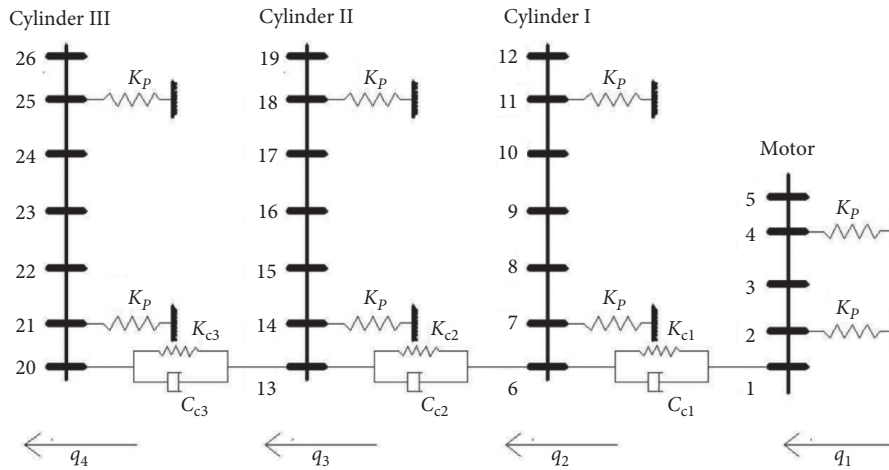 Cylinder III
Cylinder II
Cylinder I
26
19
12
K_P
K_P
K_P
25
18
11
24
17
10
Motor
23
16
9
5
K_P
4
22
15
8
3
K_P
K_P
K_P
K_P
21
14
7
2
K_c3
K_c2
K_c1
20
13
6
1
C_c3
C_c2
C_c1
q_4
q_3
q_2
q_1